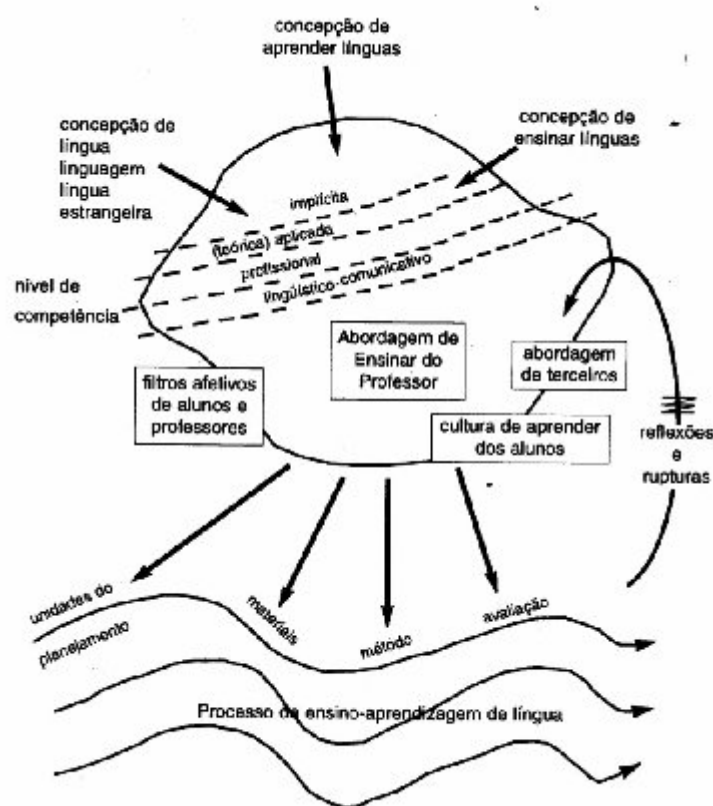 concepção de
aprender línguas
concepção de
língua
linguagem
língua
estrangeira
concepção de
ensinar línguas
implícita
(teórica) aplicada
profissional
lingüístico-comunicativo
nível de
competência
Abordagem de
Ensinar do
Professor
abordagem
de terceiros
filtros afetivos
de alunos e
professores
cultura de aprender
dos alunos
reflexões
e
rupturas
unidades do
planejamento
materiais
método
avaliação
Processo de ensino-aprendizagem de língua